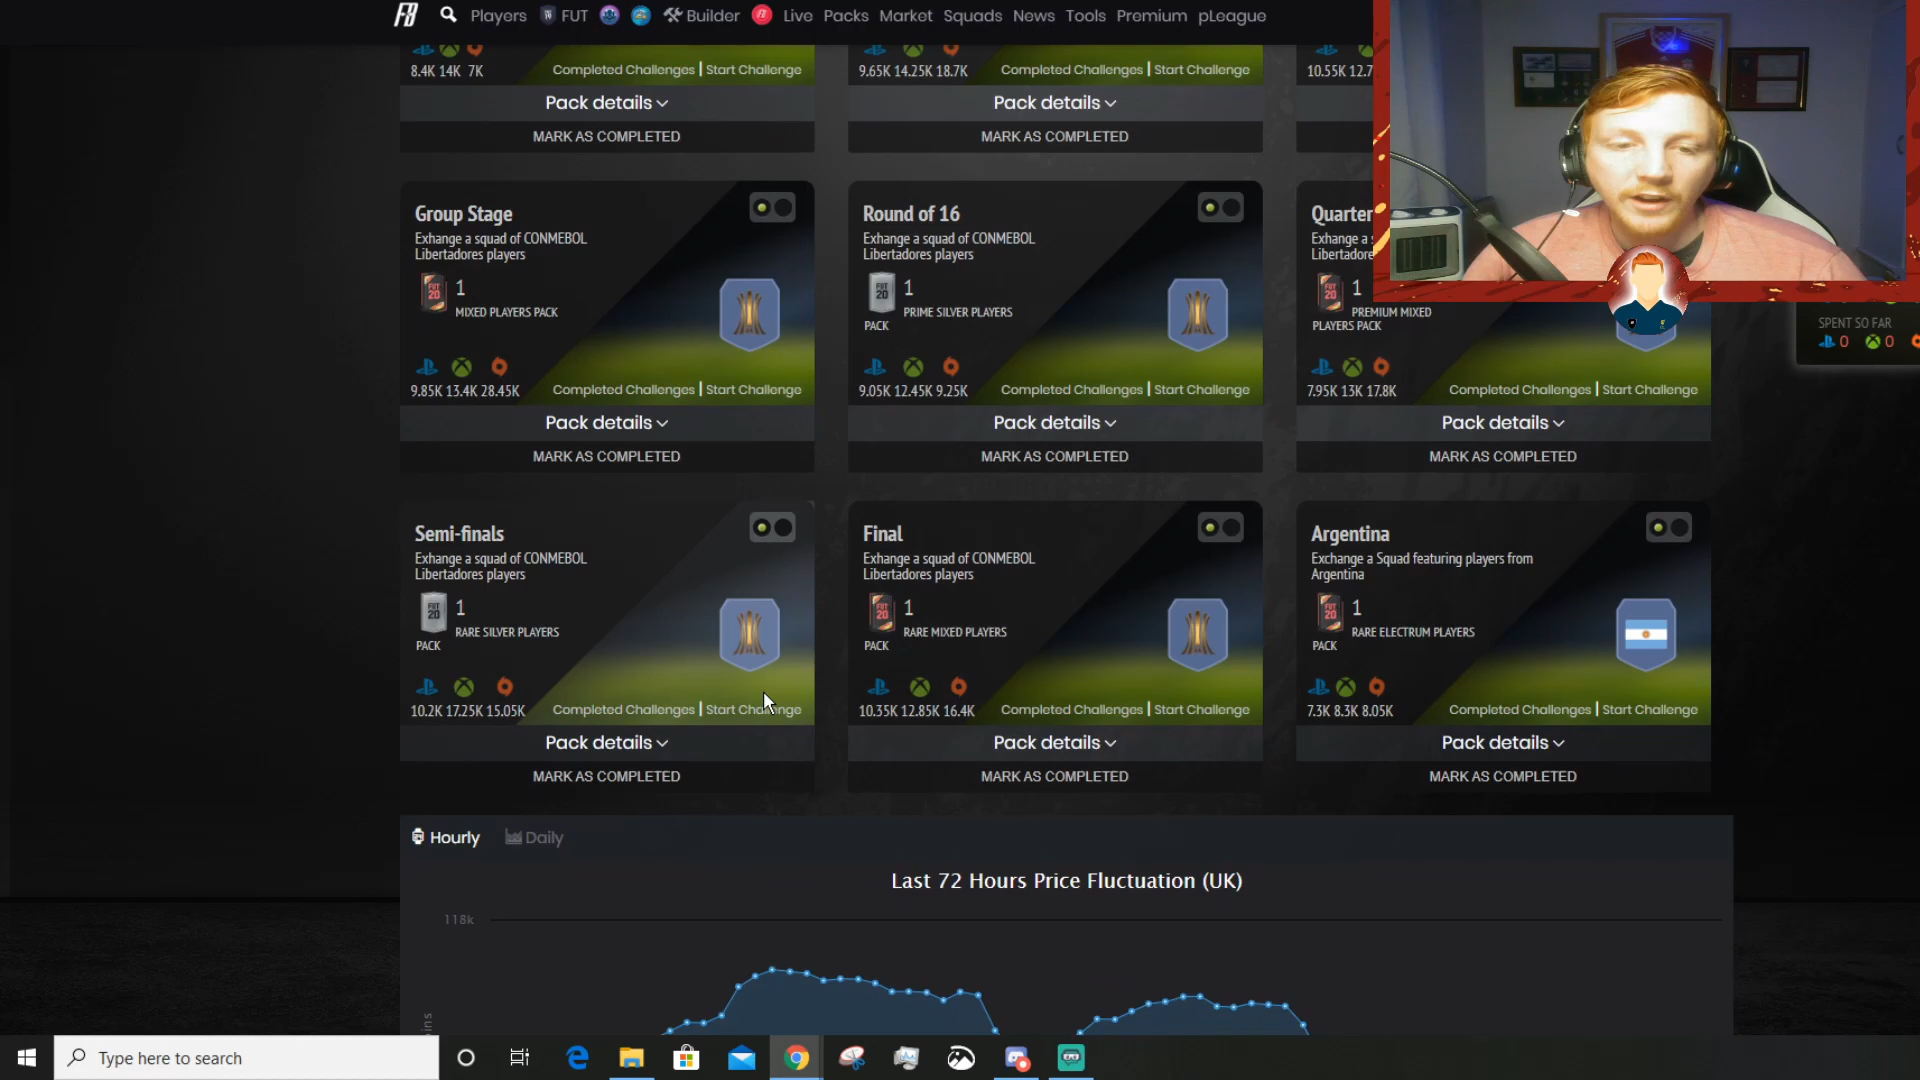 Players FUT Builder Live Packs Market Squads News Tools Premium pLeague
8.4K 14K 7K Completed Challenges | Start Challenge
Pack details
MARK AS COMPLETED
9.65K 14.25K 18.7K Completed Challenges | Start Challenge
Pack details
MARK AS COMPLETED
10.55K 12.7
Group Stage
Exhange a squad of CONMEBOL
Libertadores players
1
MIXED PLAYERS PACK
9.85K 13.4K 28.45K Completed Challenges | Start Challenge
Pack details
MARK AS COMPLETED
Round of 16
Exhange a squad of CONMEBOL
Libertadores players
1
PRIME SILVER PLAYERS
PACK
9.05K 12.45K 9.25K Completed Challenges | Start Challenge
Pack details
MARK AS COMPLETED
Quarter
Exhange a s
Libertadore
1
PREMIUM MIXED
PLAYERS PACK
7.95K 13K 17.8K Completed Challenges | Start Challenge
Pack details
MARK AS COMPLETED
SPENT SO FAR
0 0
Semi-finals
Exhange a squad of CONMEBOL
Libertadores players
1
RARE SILVER PLAYERS
PACK
10.2K 17.25K 15.05K Completed Challenges | Start Challenge
Pack details
MARK AS COMPLETED
Final
Exhange a squad of CONMEBOL
Libertadores players
1
RARE MIXED PLAYERS
PACK
10.35K 12.85K 16.4K Completed Challenges | Start Challenge
Pack details
MARK AS COMPLETED
Argentina
Exchange a Squad featuring players from
Argentina
1
RARE ELECTRUM PLAYERS
PACK
7.3K 8.3K 8.05K Completed Challenges | Start Challenge
Pack details
MARK AS COMPLETED
Hourly Daily
Last 72 Hours Price Fluctuation (UK)
118k
Type here to search